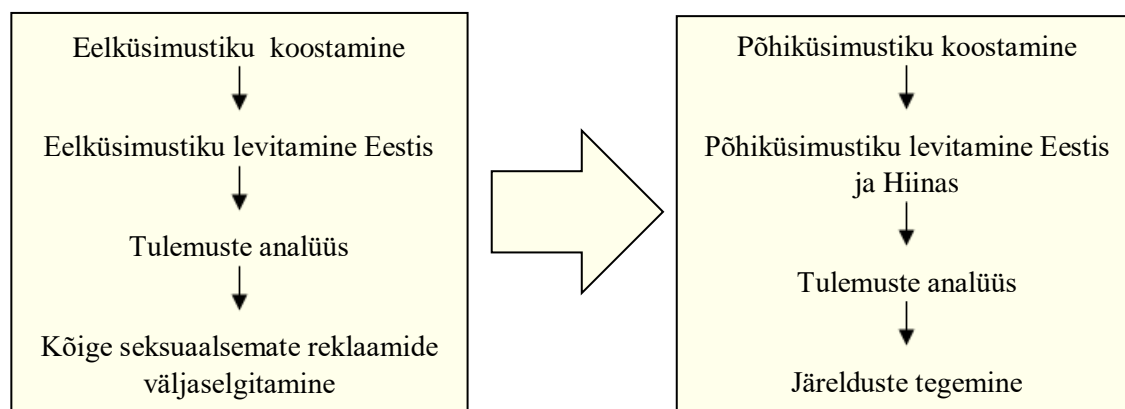 Eelküsimustiku koostamine
Eelküsimustiku levitamine Eestis
Tulemuste analüüs
Kõige seksuaalsemate reklaamide
väljaselgitamine
Põhiküsimustiku koostamine
Põhiküsimustiku levitamine Eestis
ja Hiinas
Tulemuste analüüs
Järelduste tegemine